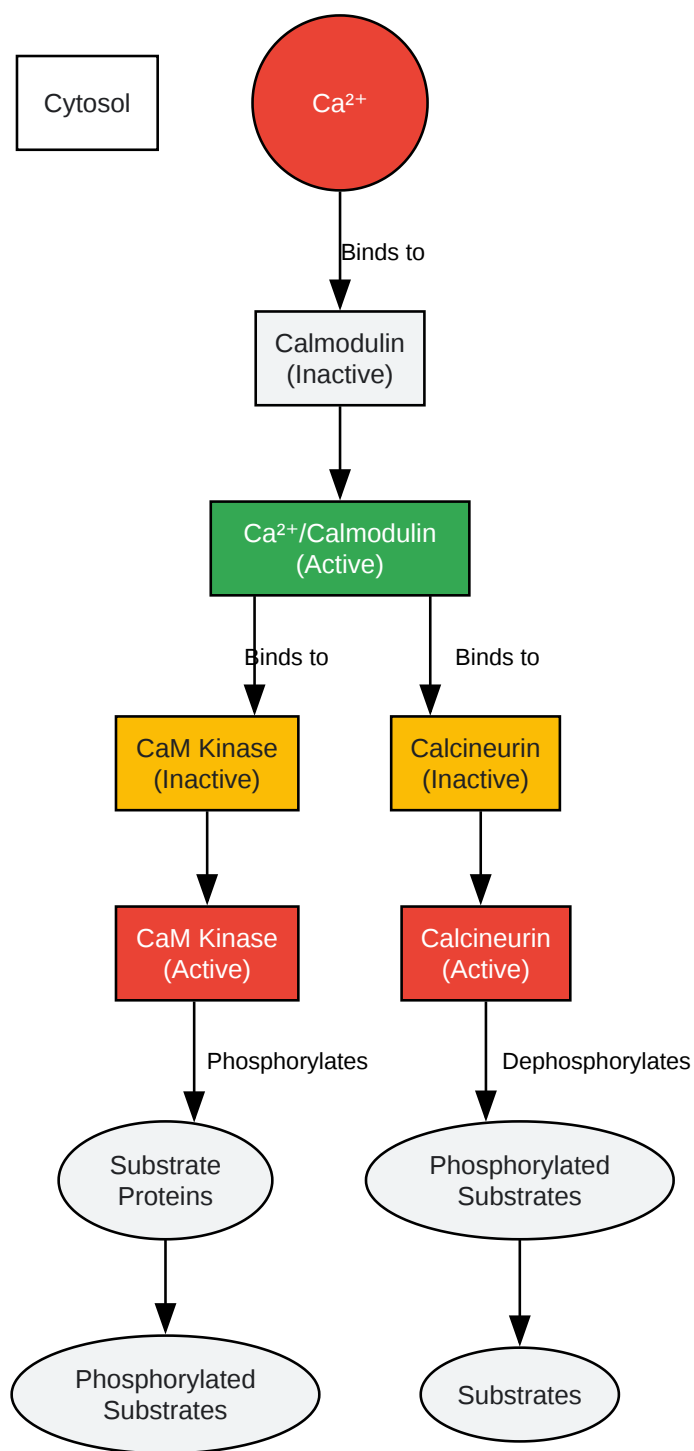 Cytosol
Ca²⁺
Binds to
Calmodulin
(Inactive)
Ca²⁺/Calmodulin
(Active)
Binds to
Binds to
CaM Kinase
(Inactive)
Calcineurin
(Inactive)
CaM Kinase
(Active)
Calcineurin
(Active)
Phosphorylates
Dephosphorylates
Substrate
Proteins
Phosphorylated
Substrates
Phosphorylated
Substrates
Substrates